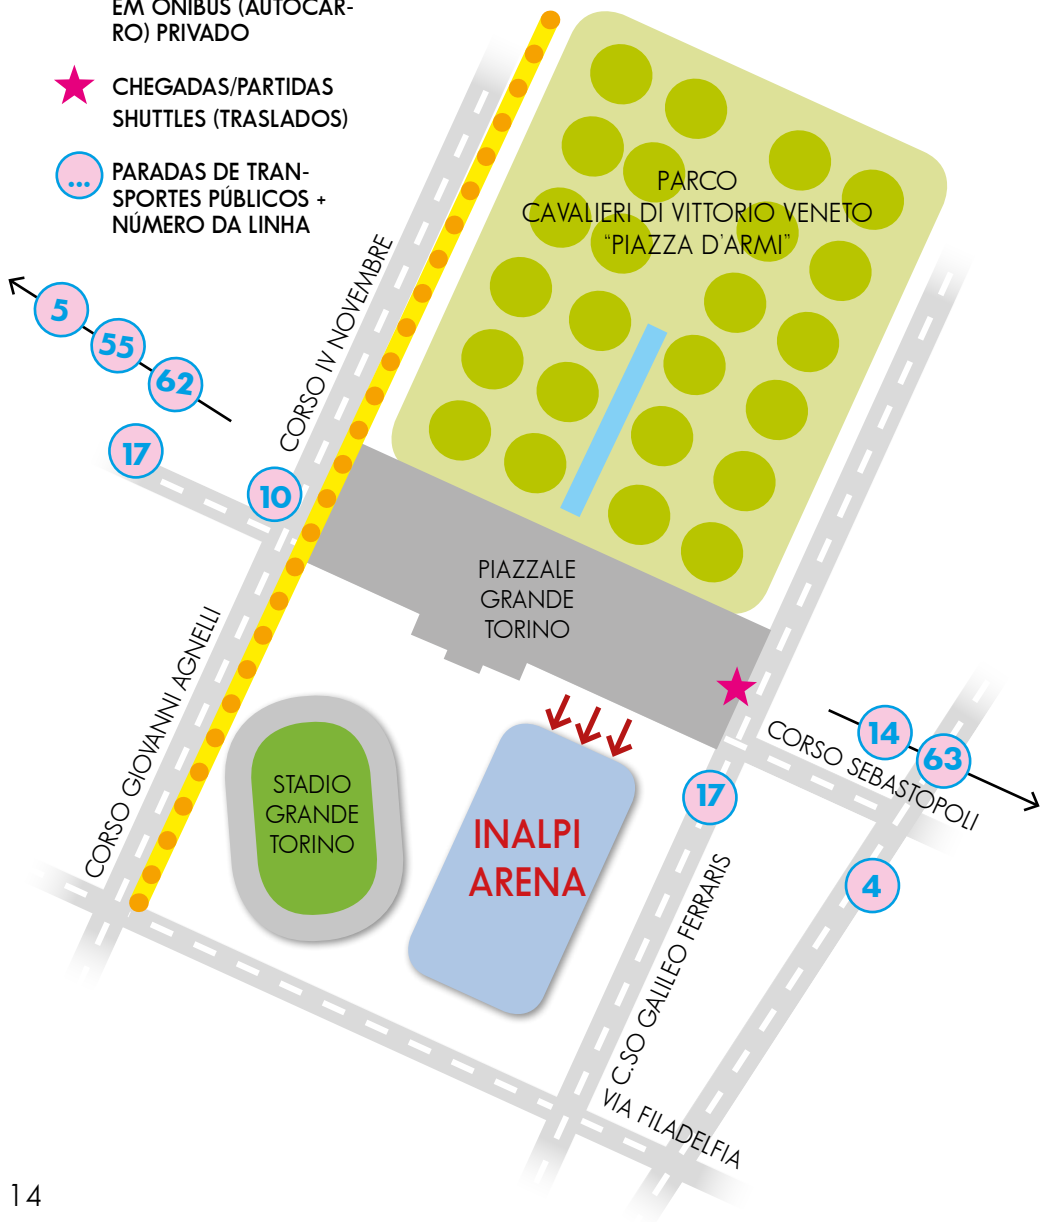 EM ÔNIBUS (AUTOCAR-
RO) PRIVADO
CHEGADAS/PARTIDAS
SHUTTLES (TRASLADOS)
...
PARADAS DE TRAN-
SPORTES PÚBLICOS +
NÚMERO DA LINHA
PARCO
CAVALIERI DI VITTORIO VENETO
“PIAZZA D’ARMI”
CORSO IV NOVEMBRE
5
55
62
17
10
PIAZZALE
GRANDE
TORINO
CORSO GIOVANNI AGNELLI
STADIO
GRANDE
TORINO
INALPI
ARENA
14
63
CORSO SEBASTOPOLI
17
4
C.SO GALILEO FERRARIS
VIA FILADELFIA
14